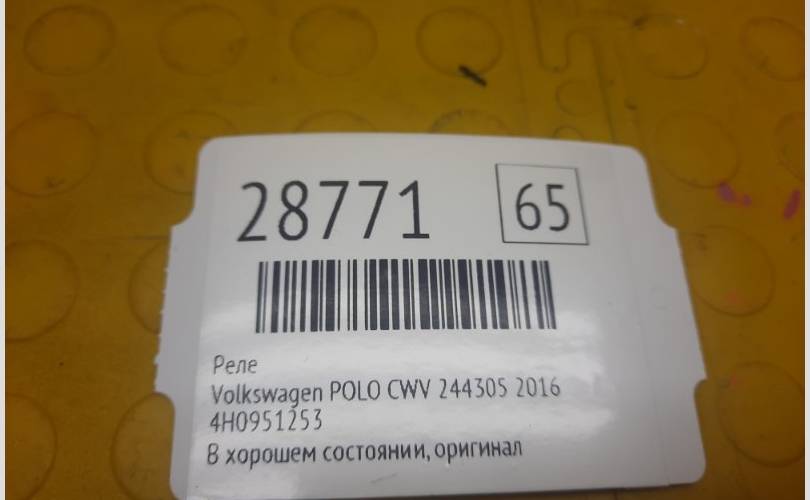 28771 65
Реле
Volkswagen POLO CWV 244305 2016
4H0951253
В хорошем состоянии, оригинал